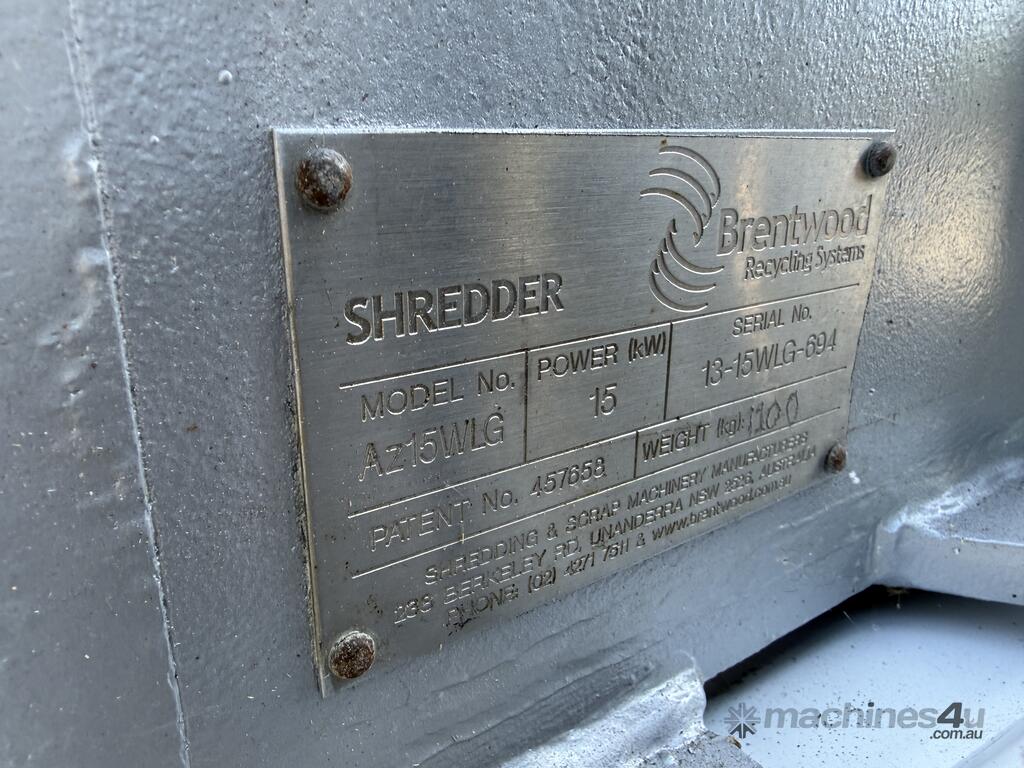 Brentwood
Recycling Systems
SHREDDER
MODEL No.
Az15WLG
POWER (kW)
15
SERIAL No.
13-15WLG-694
PATENT No. 457658
WEIGHT (kg): 1100
SHREDDING & SCRAP MACHINERY MANUFACTURERS
233 BERKELEY RD, UNANDERRA NSW 2526, AUSTRALIA
PHONE: (02) 4271 7511 & www.brentwood.com.au
machines4u
.com.au